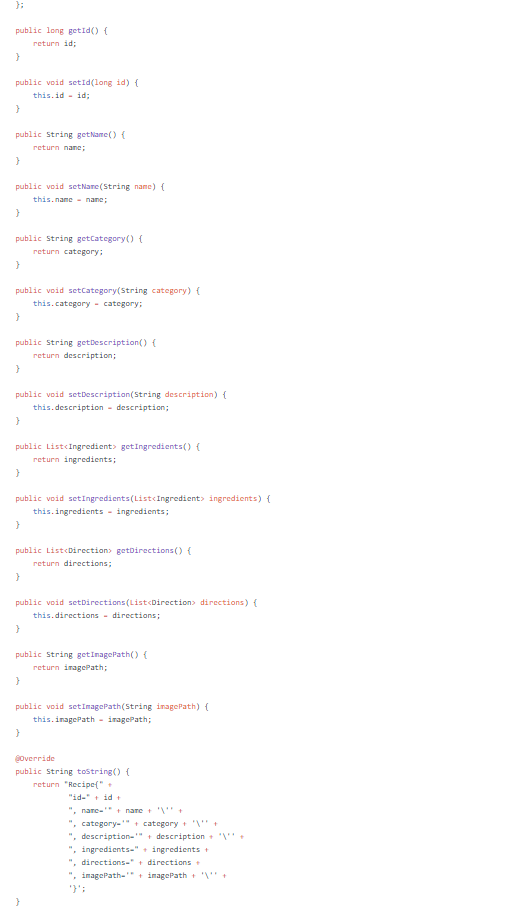 };
public long getId() {
return id;
}
public void setId(long id) {
this.id = id;
}
public String getName() {
return name;
}
public void setName(String name) {
this.name = name;
}
public String getCategory() {
return category;
}
public void setCategory(String category) {
this.category = category;
}
public String getDescription() {
return description;
}
public void setDescription(String description) {
this.description = description;
}
public List<Ingredient> getIngredients() {
return ingredients;
}
public void setIngredients(List<Ingredient> ingredients) {
this.ingredients = ingredients;
}
public List<Direction> getDirections() {
return directions;
}
public void setDirections(List<Direction> directions) {
this.directions = directions;
}
public String getImagePath() {
return imagePath;
}
public void setImagePath(String imagePath) {
this.imagePath = imagePath;
}
@Override
public String toString() {
return "Recipe{" +
"id=" + id +
", name='" + name + '\'' +
", category='" + category + '\'' +
", description='" + description + '\'' +
", ingredients=" + ingredients +
", directions=" + directions +
", imagePath='" + imagePath + '\'' +
'}';
}